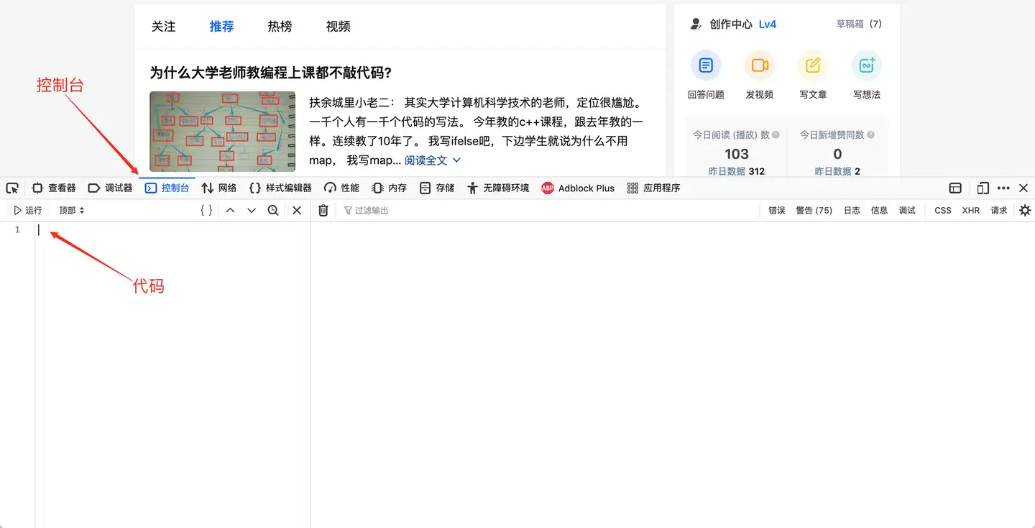 关注 推荐 热榜 视频
创作中心 Lv4 草稿箱 (7)
为什么大学老师教编程上课都不敲代码?
控制台
回答问题 发视频 写文章 写想法
扶余城里小老二： 其实大学计算机科学技术的老师，定位很尴尬。
一千个人有一千个代码的写法。 今年教的c++课程，跟去年教的一
样。连续教了10年了。 我写ifelse吧，下边学生就说为什么不用
map， 我写map... 阅读全文
今日阅读 (播放) 数 今日新增赞同数
103 0
昨日数据 312 昨日数据 2
查看器 调试器 控制台 网络 {} 样式编辑器 性能 内存 存储 无障碍环境 ABP Adblock Plus 应用程序
运行 顶部 { } 过滤输出 错误 警告 (75) 日志 信息 调试 CSS XHR 请求
1
代码